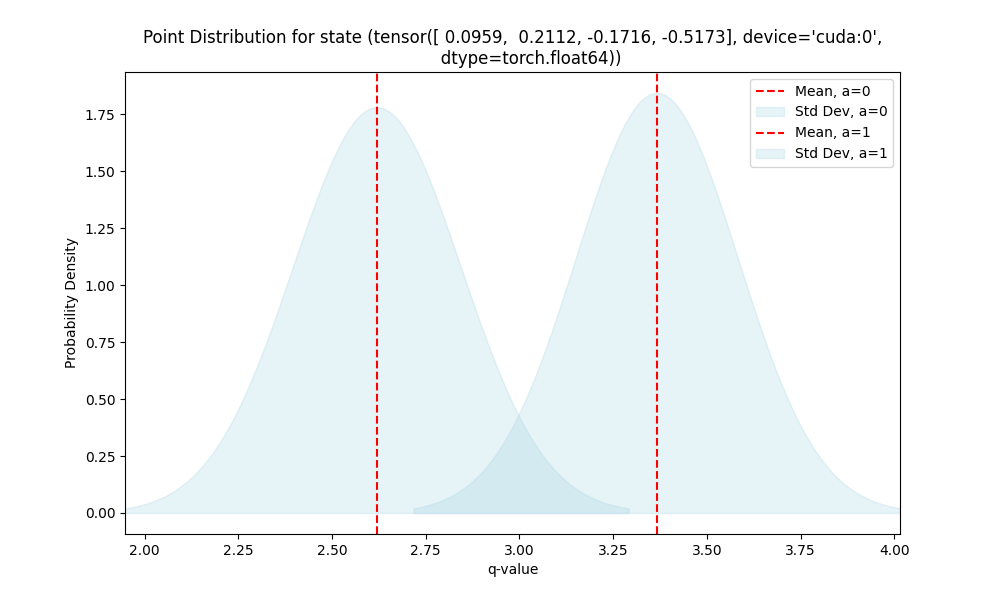 Point Distribution for state (tensor([ 0.0959,  0.2112, -0.1716, -0.5173], device='cuda:0',
dtype=torch.float64))
Mean, a=0
Std Dev, a=0
Mean, a=1
Std Dev, a=1
Probability Density
1.75
1.50
1.25
1.00
0.75
0.50
0.25
0.00
2.00 2.25 2.50 2.75 3.00 3.25 3.50 3.75 4.00
q-value